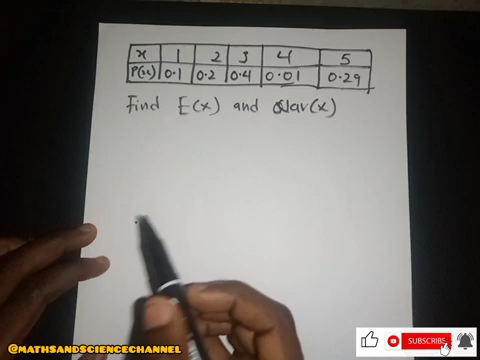 x 1 2 3 4 5
P(x) 0.1 0.2 0.4 0.01 0.29
Find E(x) and Var(x)
@MATHSANDSCIENCECHANNEL
SUBSCRIBE